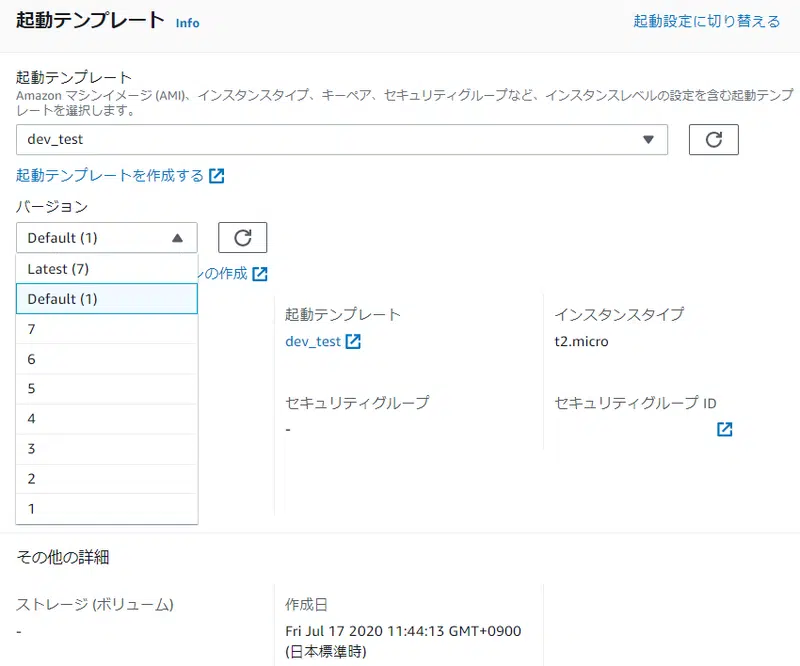 起動テンプレート Info
起動設定に切り替える
起動テンプレート
Amazon マシンイメージ (AMI)、インスタンスタイプ、キーペア、セキュリティグループなど、インスタンスレベルの設定を含む起動テンプ
レートを選択します。
dev_test
起動テンプレートを作成する
バージョン
Default (1)
Latest (7)
Default (1)
7
6
5
4
3
2
1
ンの作成
起動テンプレート
dev_test
インスタンスタイプ
t2.micro
セキュリティグループ
-
セキュリティグループ ID
その他の詳細
ストレージ (ボリューム)
-
作成日
Fri Jul 17 2020 11:44:13 GMT+0900
(日本標準時)